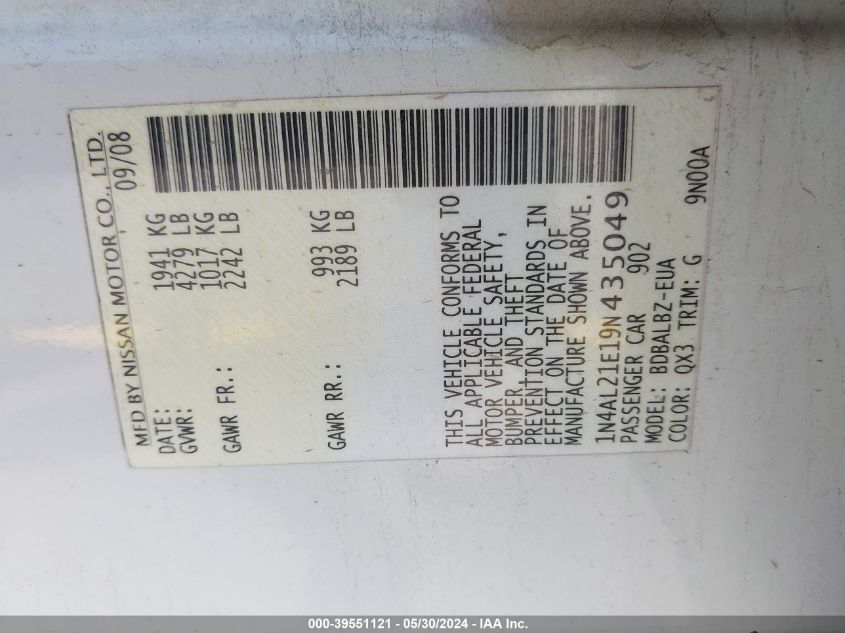 MFD BY NISSAN MOTOR CO., LTD.
DATE: 09/08
GVWR: 1941 KG
4279 LB
GAWR FR.: 1017 KG
2242 LB
GAWR RR.: 993 KG
2189 LB
THIS VEHICLE CONFORMS TO
ALL APPLICABLE FEDERAL
MOTOR VEHICLE SAFETY,
BUMPER, AND THEFT
PREVENTION STANDARDS IN
EFFECT ON THE DATE OF
MANUFACTURE SHOWN ABOVE.
1N4AL21E19N435049
PASSENGER CAR 902
MODEL: BDBALBZ-EUA
COLOR: QX3 TRIM: G 9N00A
000-39551121 - 05/30/2024 - IAA Inc.